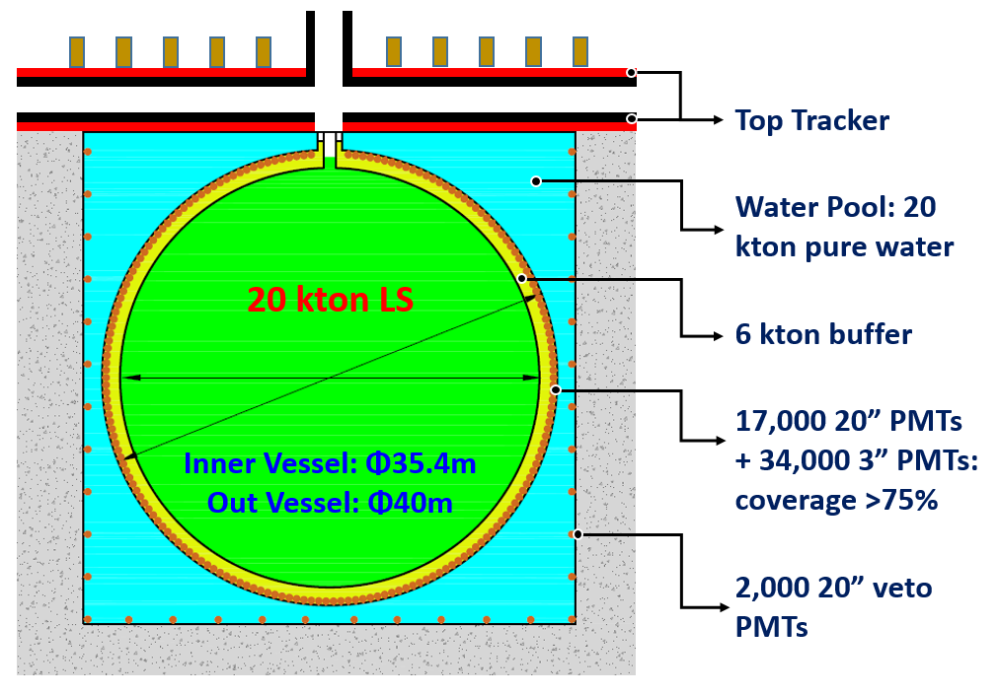 Top Tracker
Water Pool: 20
kton pure water
20 kton LS
6 kton buffer
17,000 20” PMTs
+ 34,000 3” PMTs:
coverage >75%
Inner Vessel: Φ35.4m
Out Vessel: Φ40m
2,000 20” veto
PMTs